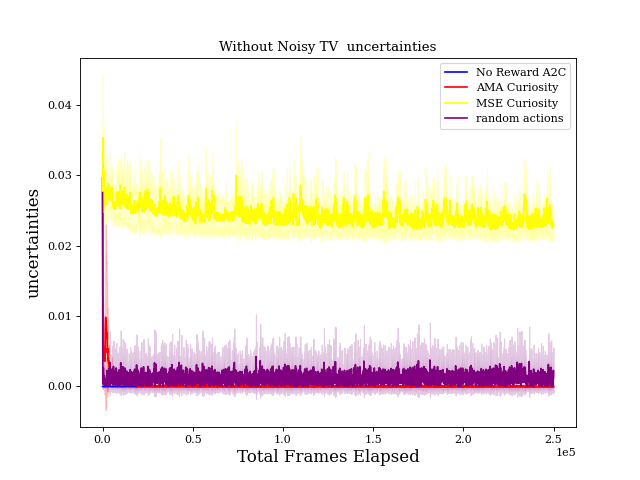 Without Noisy TV  uncertainties
No Reward A2C
AMA Curiosity
MSE Curiosity
random actions
0.04
0.03
0.02
0.01
0.00
uncertainties
0.0
0.5
1.0
1.5
2.0
2.5
1e5
Total Frames Elapsed